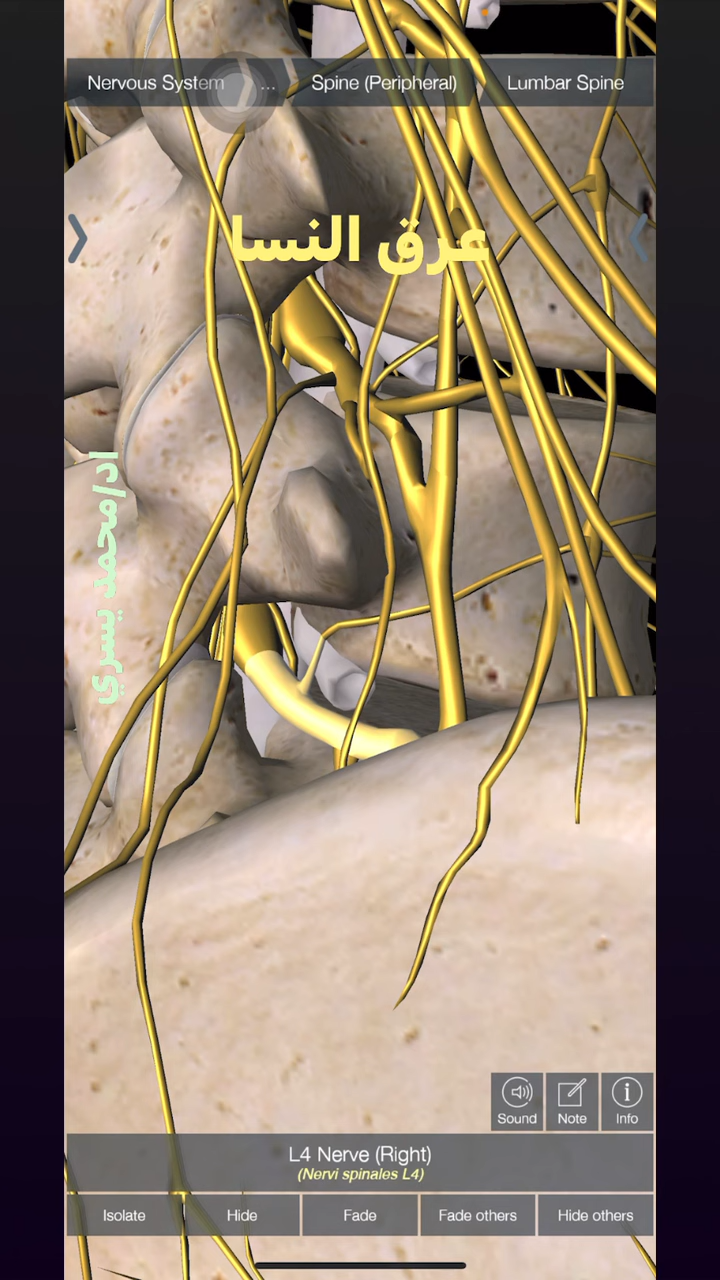 Nervous System
...
Spine (Peripheral)
Lumbar Spine
عرق النسا
اد/محمد يسري
Sound
Note
Info
L4 Nerve (Right)
(Nervi spinales L4)
Isolate
Hide
Fade
Fade others
Hide others